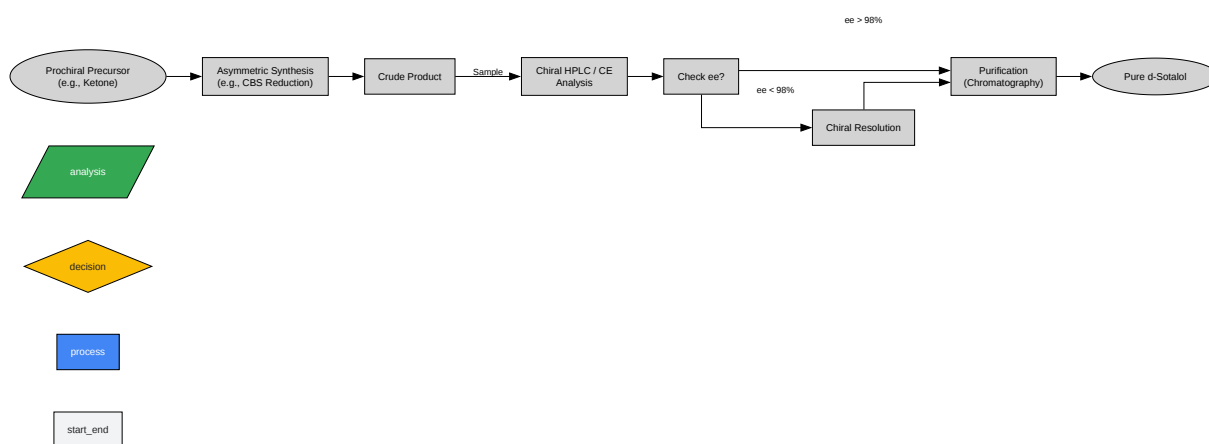 ee > 98%
Prochiral Precursor
(e.g., Ketone)
Asymmetric Synthesis
(e.g., CBS Reduction)
Crude Product
Sample
Chiral HPLC / CE
Analysis
Check ee?
ee < 98%
Chiral Resolution
Purification
(Chromatography)
Pure d-Sotalol
analysis
decision
process
start_end